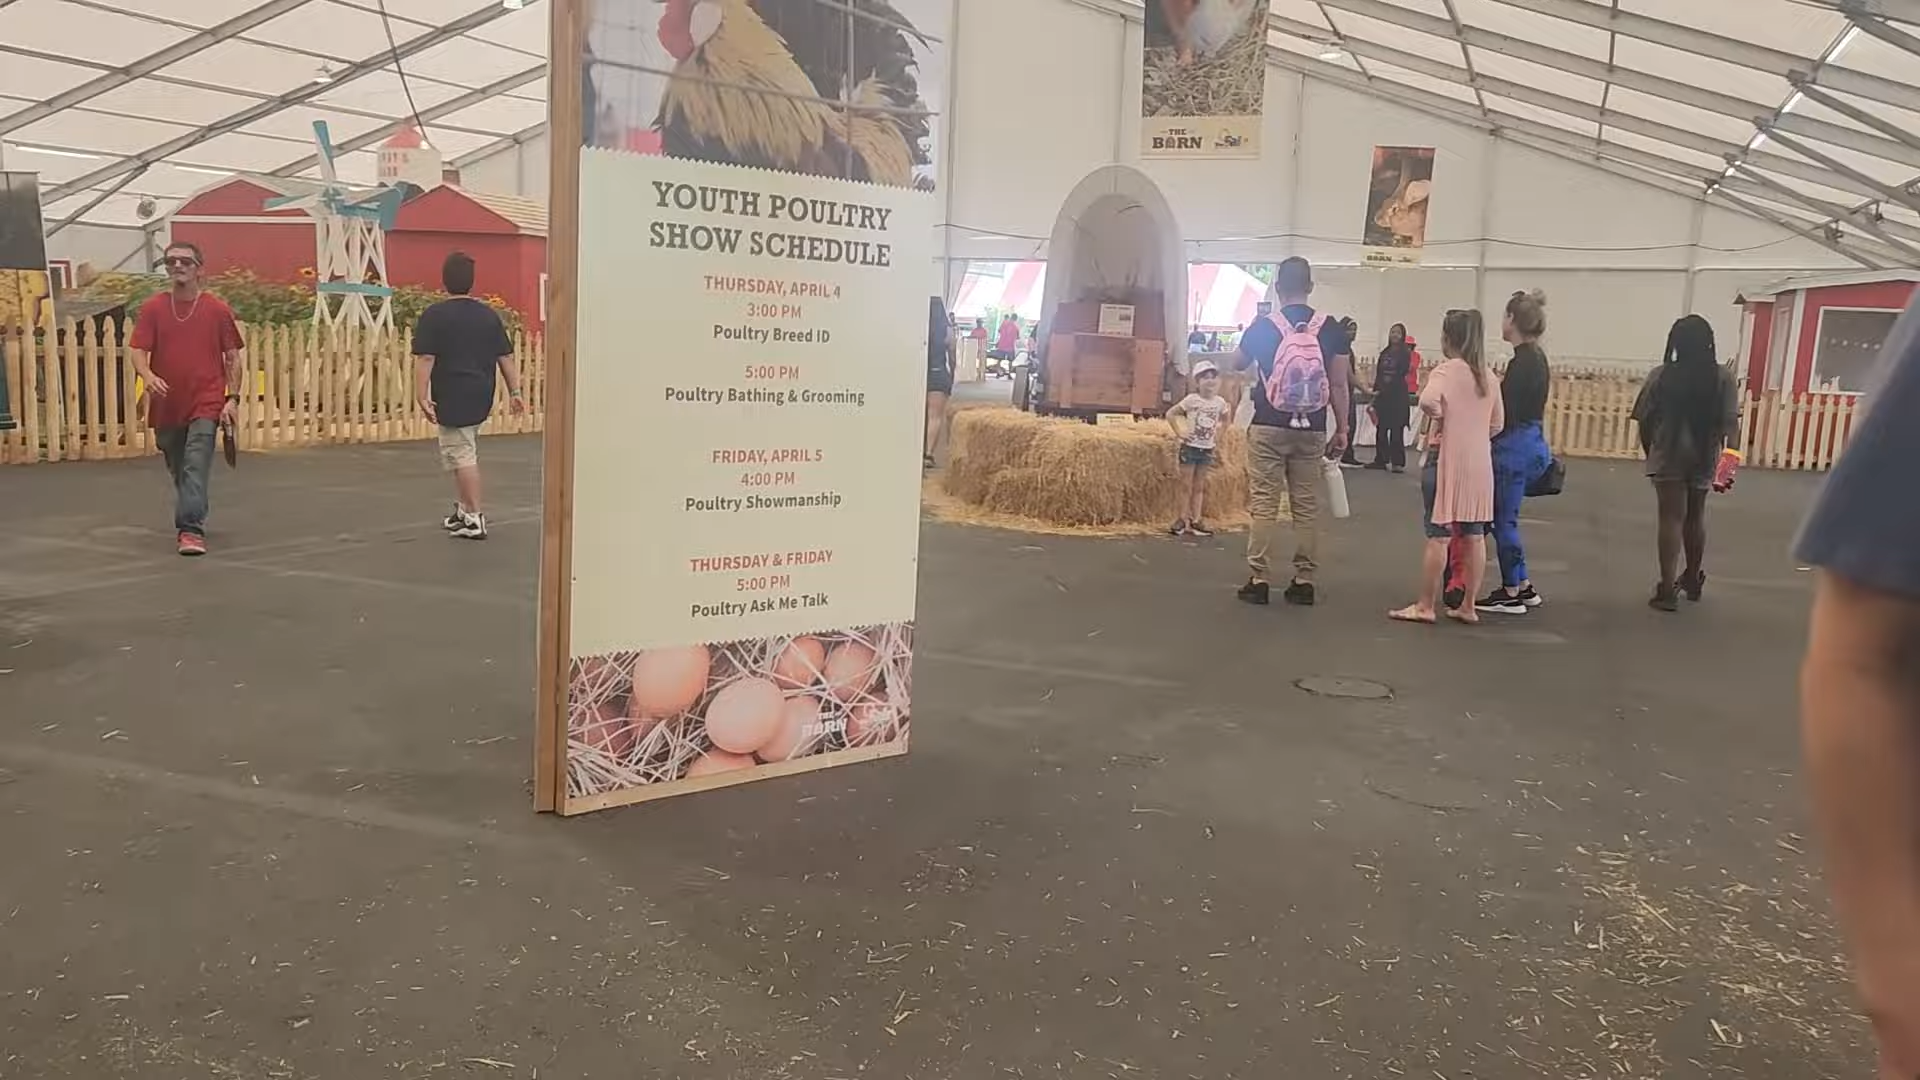 YOUTH POULTRY
SHOW SCHEDULE
THURSDAY, APRIL 4
3:00 PM
Poultry Breed ID
5:00 PM
Poultry Bathing & Grooming
FRIDAY, APRIL 5
4:00 PM
Poultry Showmanship
THURSDAY & FRIDAY
5:00 PM
Poultry Ask Me Talk
THE
BARN
THE
BARN
THE
BARN